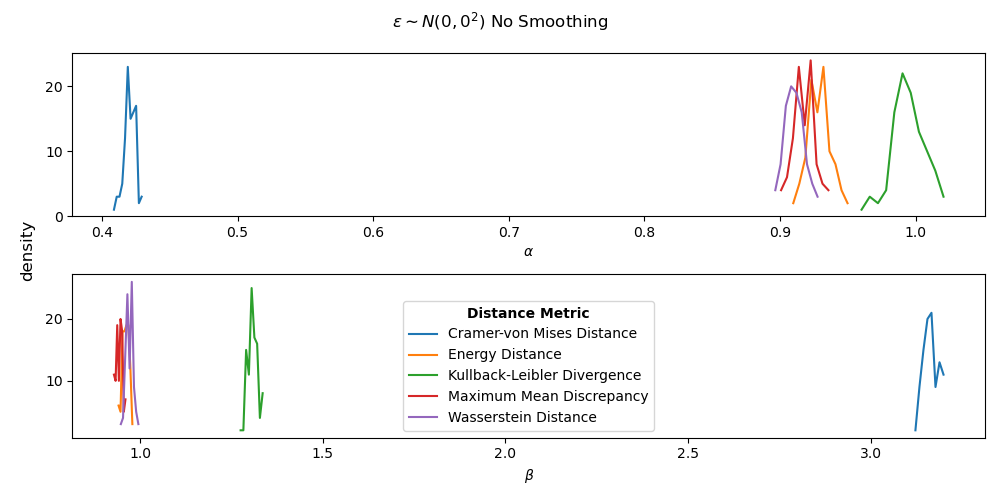 ε ~ N(0, 0²) No Smoothing
20
10
0
0.4 0.5 0.6 0.7 0.8 0.9 1.0
α
density
20
10
1.0 1.5 2.0 2.5 3.0
β
Distance Metric
Cramer-von Mises Distance
Energy Distance
Kullback-Leibler Divergence
Maximum Mean Discrepancy
Wasserstein Distance